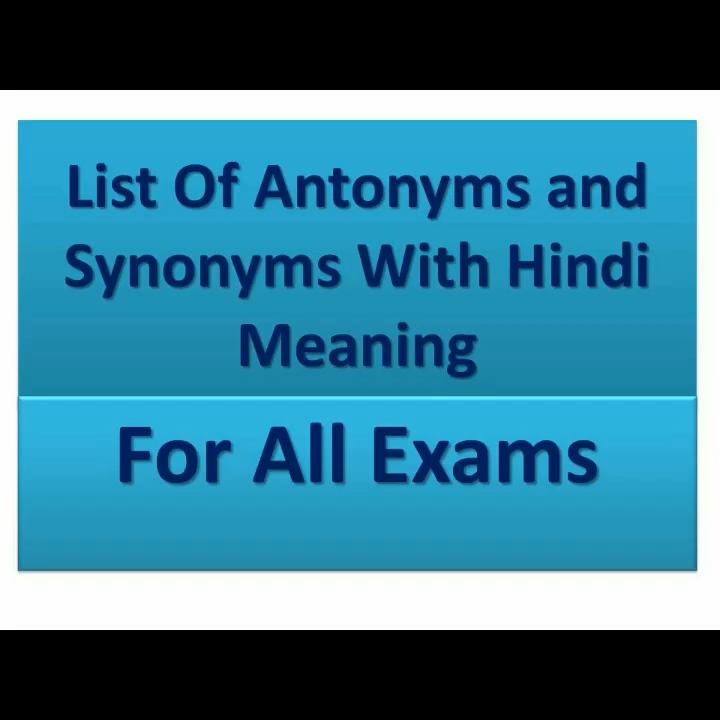 List Of Antonyms and
Synonyms With Hindi
Meaning
For All Exams